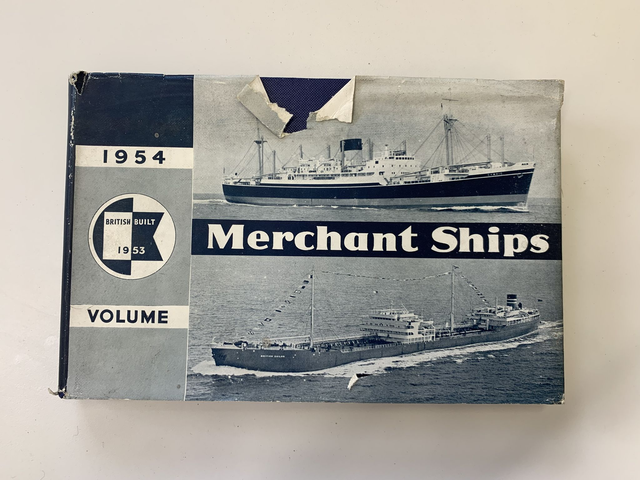 1954
BRITISH BUILT
1953
VOLUME
Merchant Ships